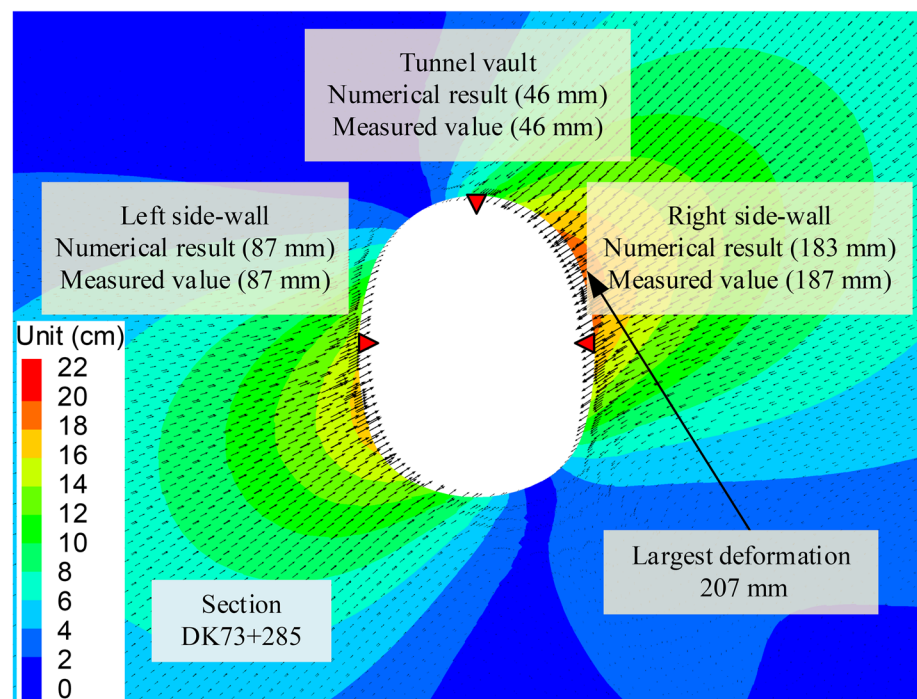 Tunnel vault
Numerical result (46 mm)
Measured value (46 mm)
Left side-wall
Numerical result (87 mm)
Measured value (87 mm)
Right side-wall
Numerical result (183 mm)
Measured value (187 mm)
Unit (cm)
22
20
18
16
14
12
10
8
6
4
2
0
Largest deformation
207 mm
Section
DK73+285